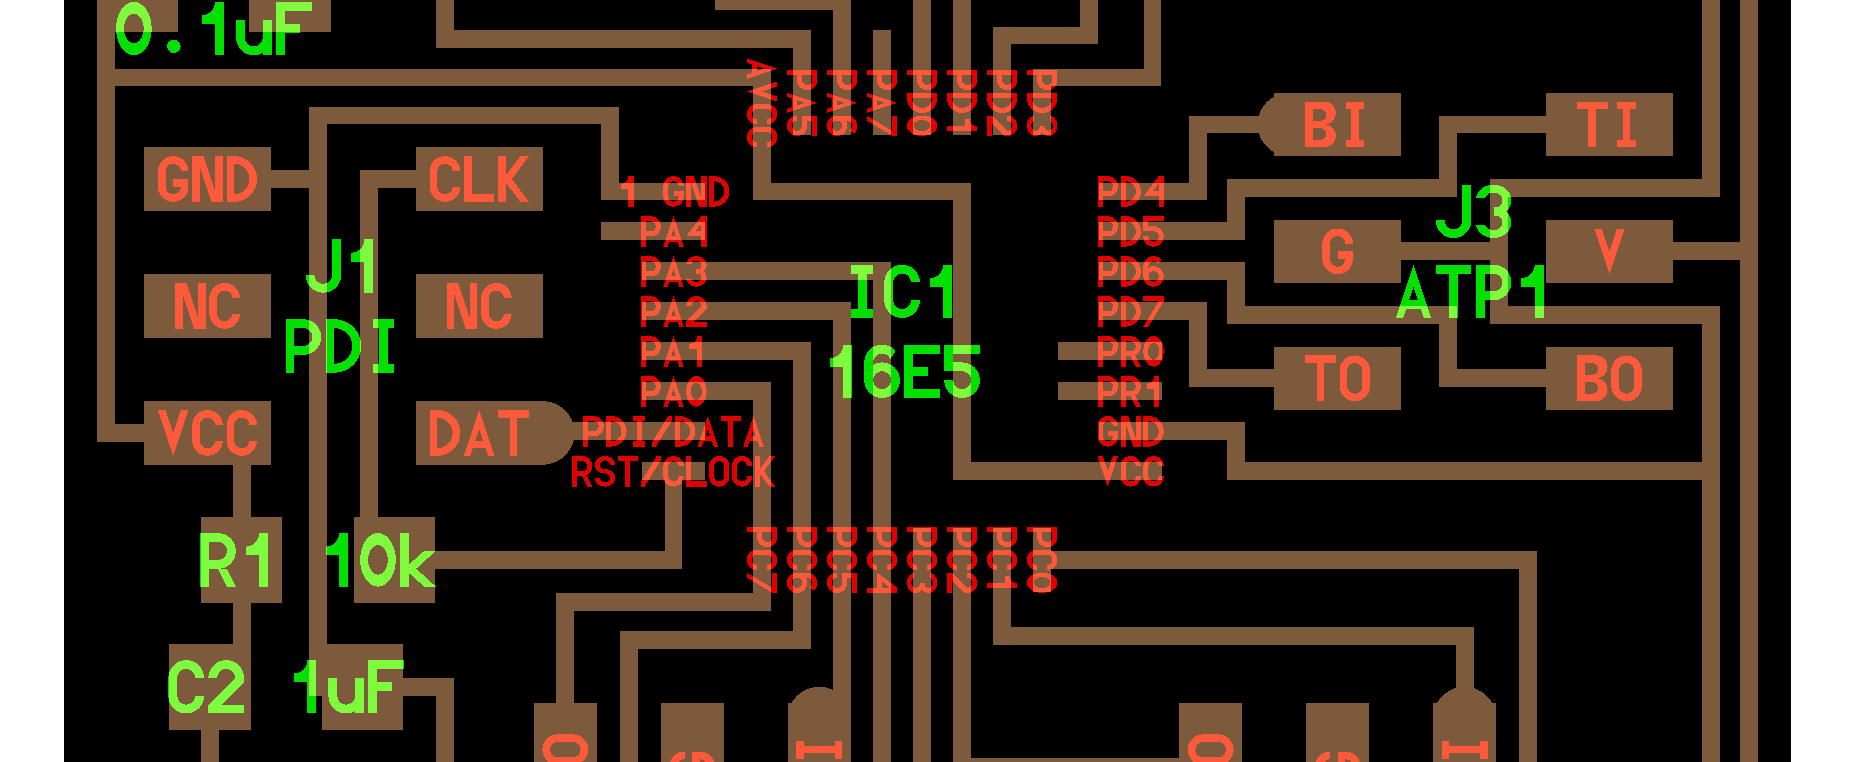 0.1uF
AVCC
PA5
PA6
PA7
PD0
PD1
PD2
PD3
BI
TI
GND
CLK
1 GND
PD4
PA4
PD5
J3
J1
PA3
IC1
PD6
G
V
NC
NC
PA2
PD7
ATP1
PDI
PA1
16E5
PR0
PA0
PR1
TO
BO
VCC
DAT
PDI/DATA
GND
RST/CLOCK
VCC
R1
10k
PC7
PC6
PC5
PC4
PC3
PC2
PC1
PC0
C2
1uF
O
I
O
I